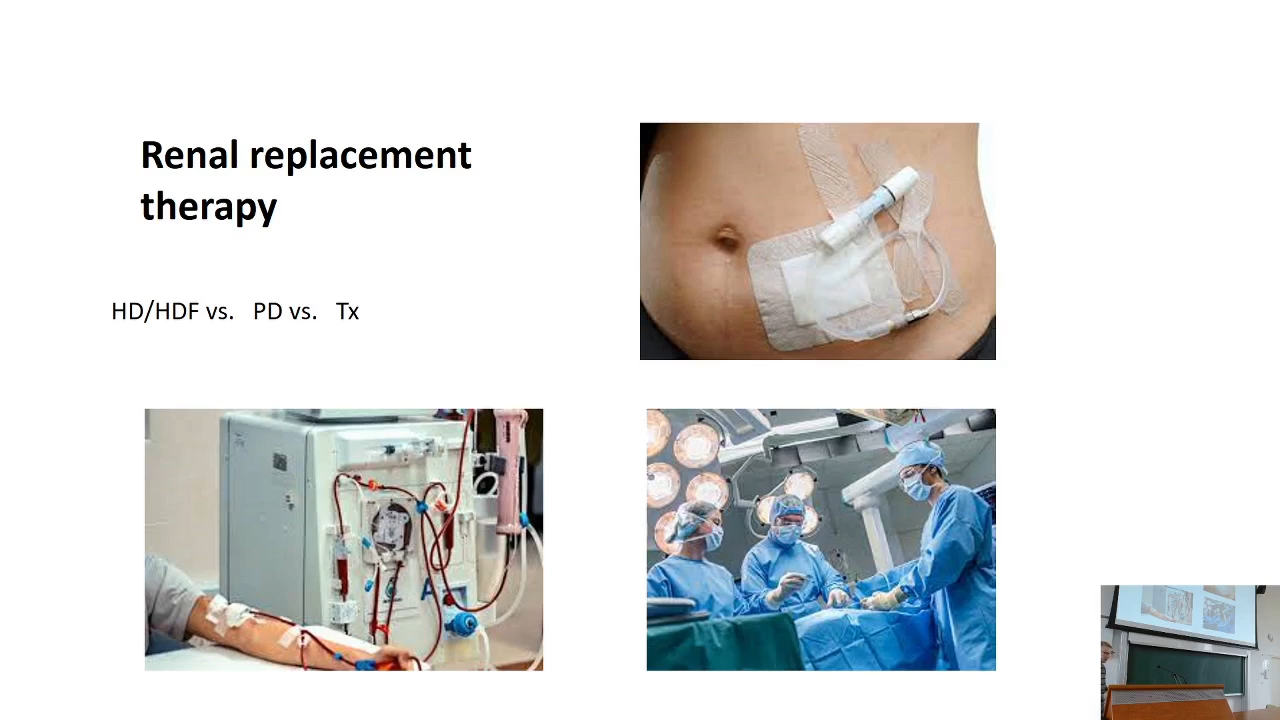 Renal replacement
therapy
HD/HDF vs. PD vs. Tx